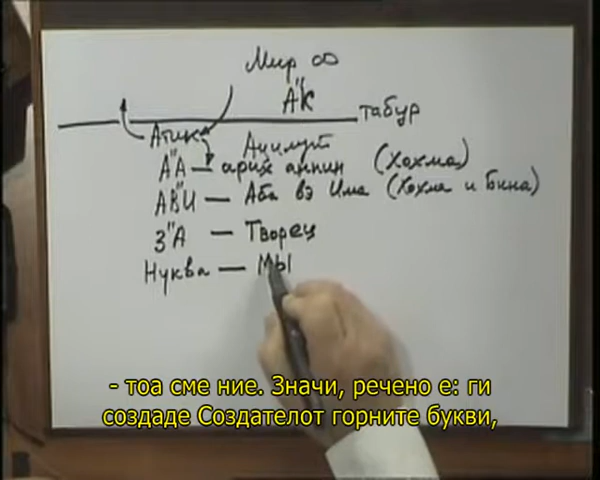 Мир ∞
А"К
табур
Атик
Ацилут
А"А — арих анпин (Хохма)
АВ"И — Аба вэ Има (Хохма и Бина)
З"А — Творец
Нуква — Мы
- тоа сме ние. Значи, речено е: ги
создаде Создателот горните букви,